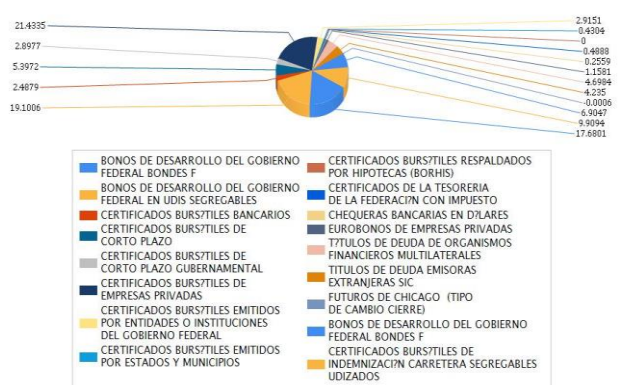 21.4335
2.8977
5.3972
2.4879
19.1006
2.9151
0.4304
0
0.4088
0.2559
1.1581
4.6984
4.235
-0.0006
6.9047
9.9094
17.6801
BONOS DE DESARROLLO DEL GOBIERNO
FEDERAL BONDES F
BONOS DE DESARROLLO DEL GOBIERNO
FEDERAL EN UDIS SEGREGABLES
CERTIFICADOS BURS?TILES BANCARIOS
CERTIFICADOS BURS?TILES DE
CORTO PLAZO
CERTIFICADOS BURS?TILES DE
CORTO PLAZO GUBERNAMENTAL
CERTIFICADOS BURS?TILES DE
EMPRESAS PRIVADAS
CERTIFICADOS BURS?TILES EMITIDOS
POR ENTIDADES O INSTITUCIONES
DEL GOBIERNO FEDERAL
CERTIFICADOS BURS?TILES EMITIDOS
POR ESTADOS Y MUNICIPIOS
CERTIFICADOS BURS?TILES RESPALDADOS
POR HIPOTECAS (BORHIS)
CERTIFICADOS DE LA TESORERIA
DE LA FEDERACI?N CON IMPUESTO
CHEQUERAS BANCARIAS EN D?LARES
EUROBONOS DE EMPRESAS PRIVADAS
T?TULOS DE DEUDA DE ORGANISMOS
FINANCIEROS MULTILATERALES
TITULOS DE DEUDA EMISORAS
EXTRANJERAS SIC
FUTUROS DE CHICAGO (TIPO
DE CAMBIO CIERRE)
BONOS DE DESARROLLO DEL GOBIERNO
FEDERAL BONDES F
CERTIFICADOS BURS?TILES DE
INDEMNIZACI?N CARRETERA SEGREGABLES
UDIZADOS